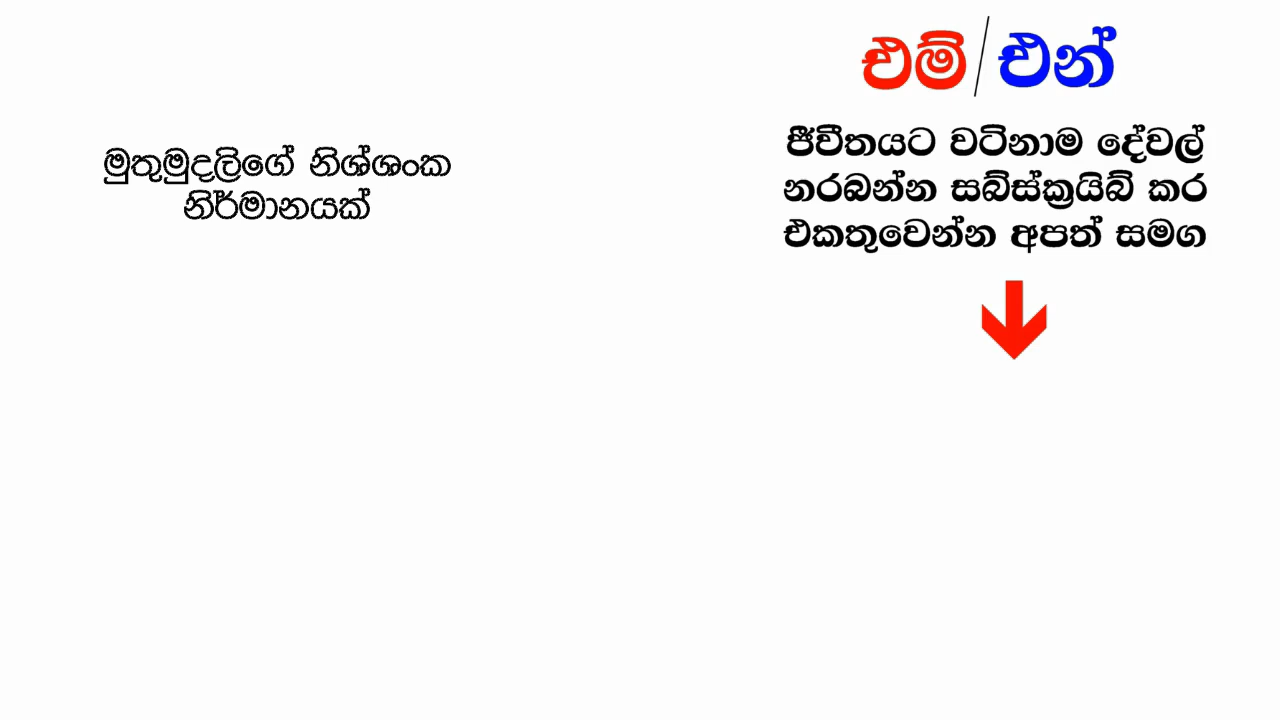 එම්/එන්
ජීවීතයට වටිනාම දේවල්
නරබන්න සබ්ස්ක්‍රයිබ් කර
එකතුවෙන්න අපත් සමග
මුතුමුදලිගේ නිශ්ශංක
නිර්මානයක්